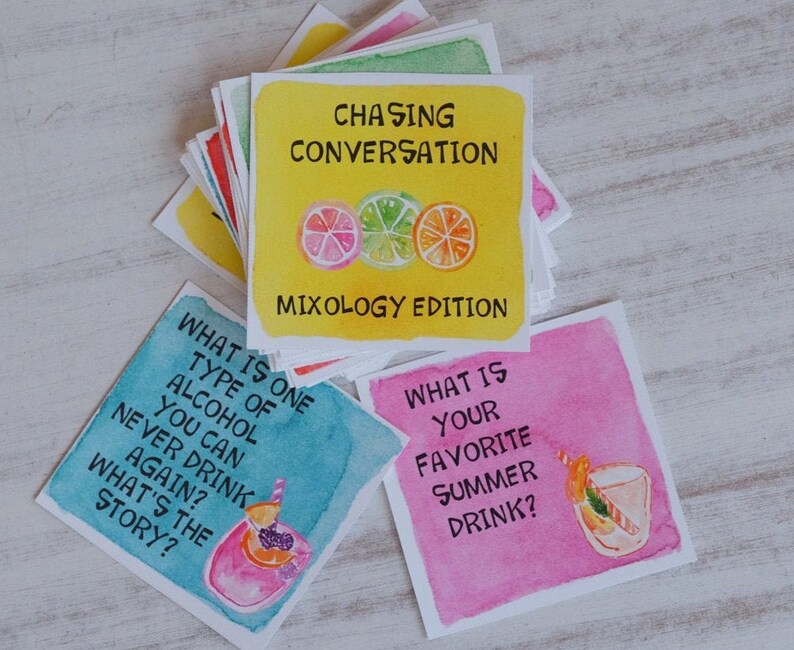 CHASING
CONVERSATION
MIXOLOGY EDITION
WHAT IS ONE
TYPE OF
ALCOHOL
YOU CAN
NEVER DRINK
AGAIN?
WHAT'S THE
STORY?
WHAT IS
YOUR
FAVORITE
SUMMER
DRINK?